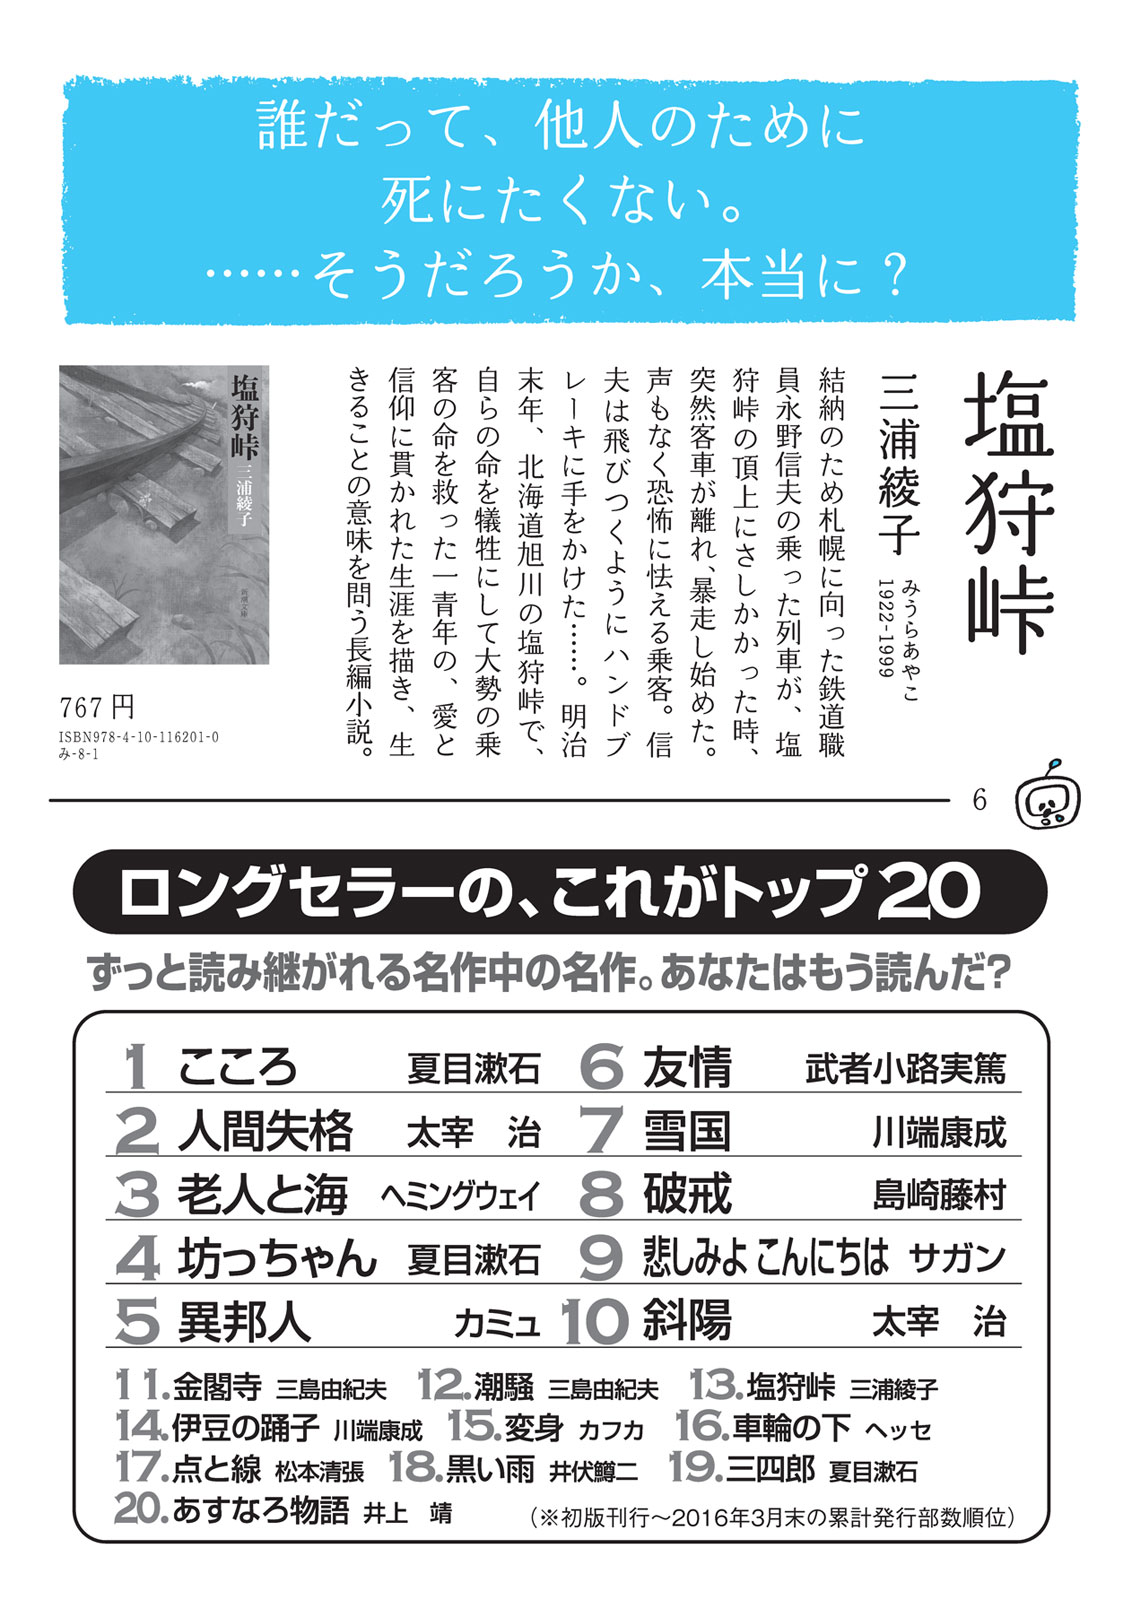 誰だって、他人のために
死にたくない。
……そうだろうか、本当に？
塩狩峠
三浦綾子
みうらあやこ
1922-1999
結納のため札幌に向った鉄道職
員永野信夫の乗った列車が、塩
狩峠の頂上にさしかかった時、
突然客車が離れ、暴走し始めた。
声もなく恐怖に怯える乗客。信
夫は飛びつくようにハンドブ
レーキに手をかけた……。明治
末年、北海道旭川の塩狩峠で、
自らの命を犠牲にして大勢の乗
客の命を救った一青年の、愛と
信仰に貫かれた生涯を描き、生
きることの意味を問う長編小説。
塩狩峠
三浦綾子
新潮文庫
767円
ISBN978-4-10-116201-0
み-8-1
6
ロングセラーの、これがトップ20
ずっと読み継がれる名作中の名作。あなたはもう読んだ？
1 こころ 夏目漱石
2 人間失格 太宰 治
3 老人と海 ヘミングウェイ
4 坊っちゃん 夏目漱石
5 異邦人 カミュ
6 友情 武者小路実篤
7 雪国 川端康成
8 破戒 島崎藤村
9 悲しみよ こんにちは サガン
10 斜陽 太宰 治
11.金閣寺 三島由紀夫 12.潮騒 三島由紀夫 13.塩狩峠 三浦綾子
14.伊豆の踊子 川端康成 15.変身 カフカ 16.車輪の下 ヘッセ
17.点と線 松本清張 18.黒い雨 井伏鱒二 19.三四郎 夏目漱石
20.あすなろ物語 井上 靖 （※初版刊行〜2016年3月末の累計発行部数順位）